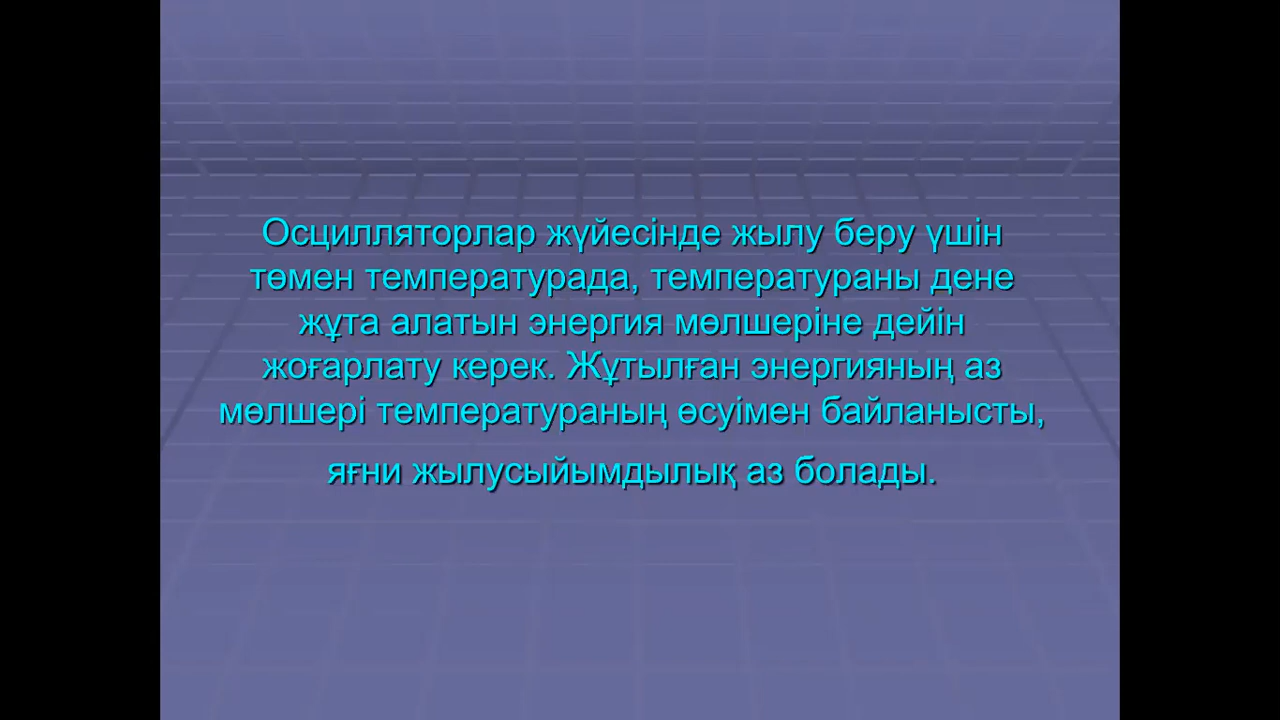 Осцилляторлар жүйесінде жылу беру үшін
төмен температурада, температураны дене
жұта алатын энергия мөлшеріне дейін
жоғарлату керек. Жұтылған энергияның аз
мөлшері температураның өсуімен байланысты,
яғни жылусыйымдылық аз болады.